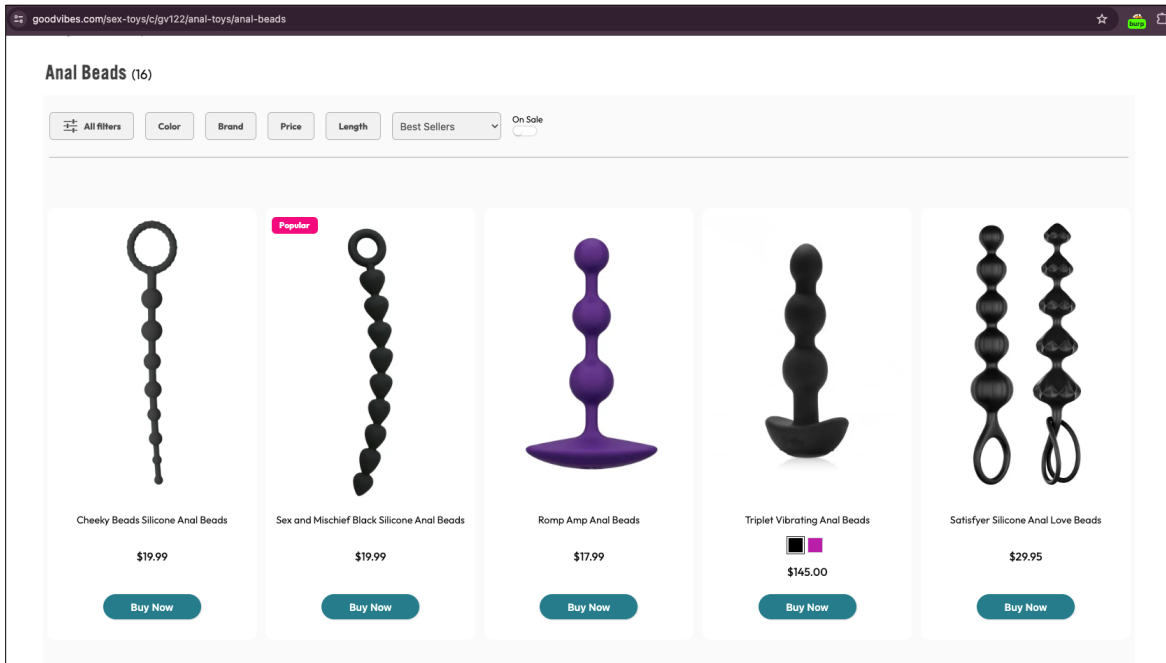 goodvibes.com/sex-toys/c/gv122/anal-toys/anal-beads
burp
Anal Beads (16)
All filters
Color
Brand
Price
Length
Best Sellers
On Sale
Popular
Cheeky Beads Silicone Anal Beads
$19.99
Buy Now
Sex and Mischief Black Silicone Anal Beads
$19.99
Buy Now
Romp Amp Anal Beads
$17.99
Buy Now
Triplet Vibrating Anal Beads
$145.00
Buy Now
Satisfyer Silicone Anal Love Beads
$29.95
Buy Now